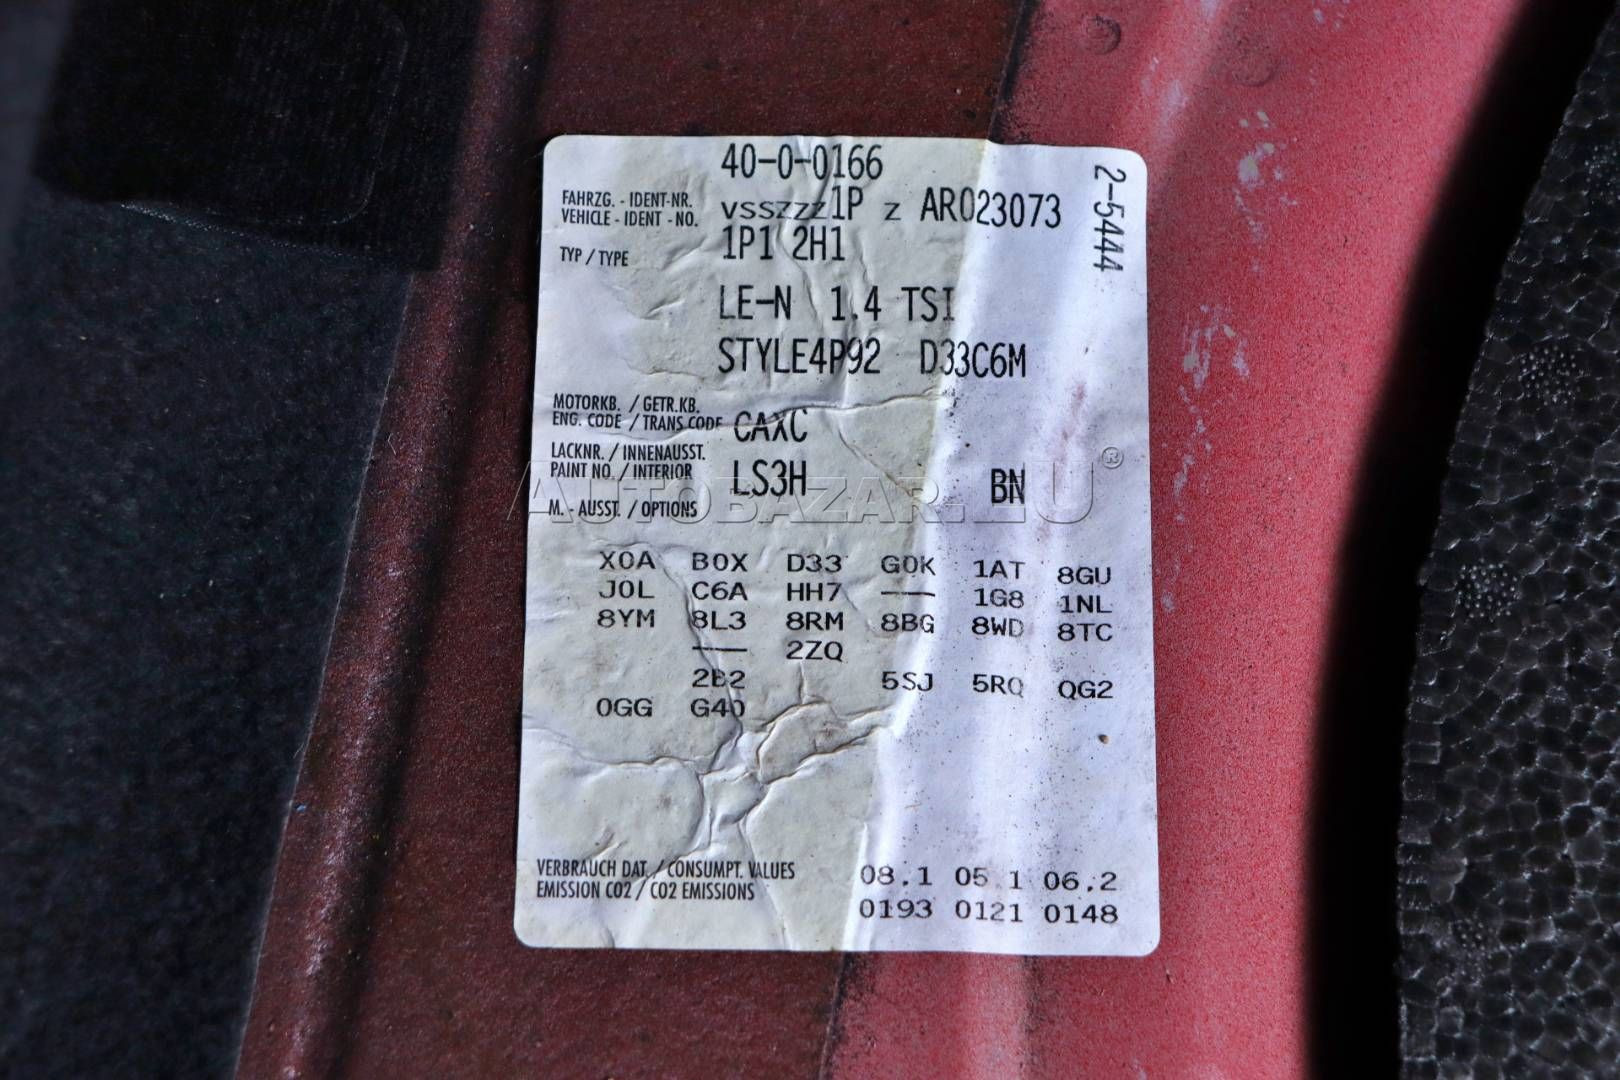 40-0-0166
2-5444
FAHRZG. - IDENT-NR.
VEHICLE - IDENT - NO.
VSSZZZ1P Z AR023073
TYP / TYPE
1P1 2H1
LE-N 1.4 TSI
STYLE4P92 D33C6M
MOTORKB. / GETR.KB.
ENG. CODE / TRANS CODE
CAXC
LACKNR. / INNENAUSST.
PAINT NO. / INTERIOR
LS3H BN
M. - AUSST. / OPTIONS
AUTOBAZAR.EU®
X0A B0X D33 G0K 1AT 8GU
J0L C6A HH7 —— 1G8 1NL
8YM 8L3 8RM 8BG 8WD 8TC
—— 2ZQ
2B2 5SJ 5RQ QG2
0GG G40
VERBRAUCH DAT. / CONSUMPT. VALUES
08.1 05.1 06.2
EMISSION CO2 / CO2 EMISSIONS
0193 0121 0148